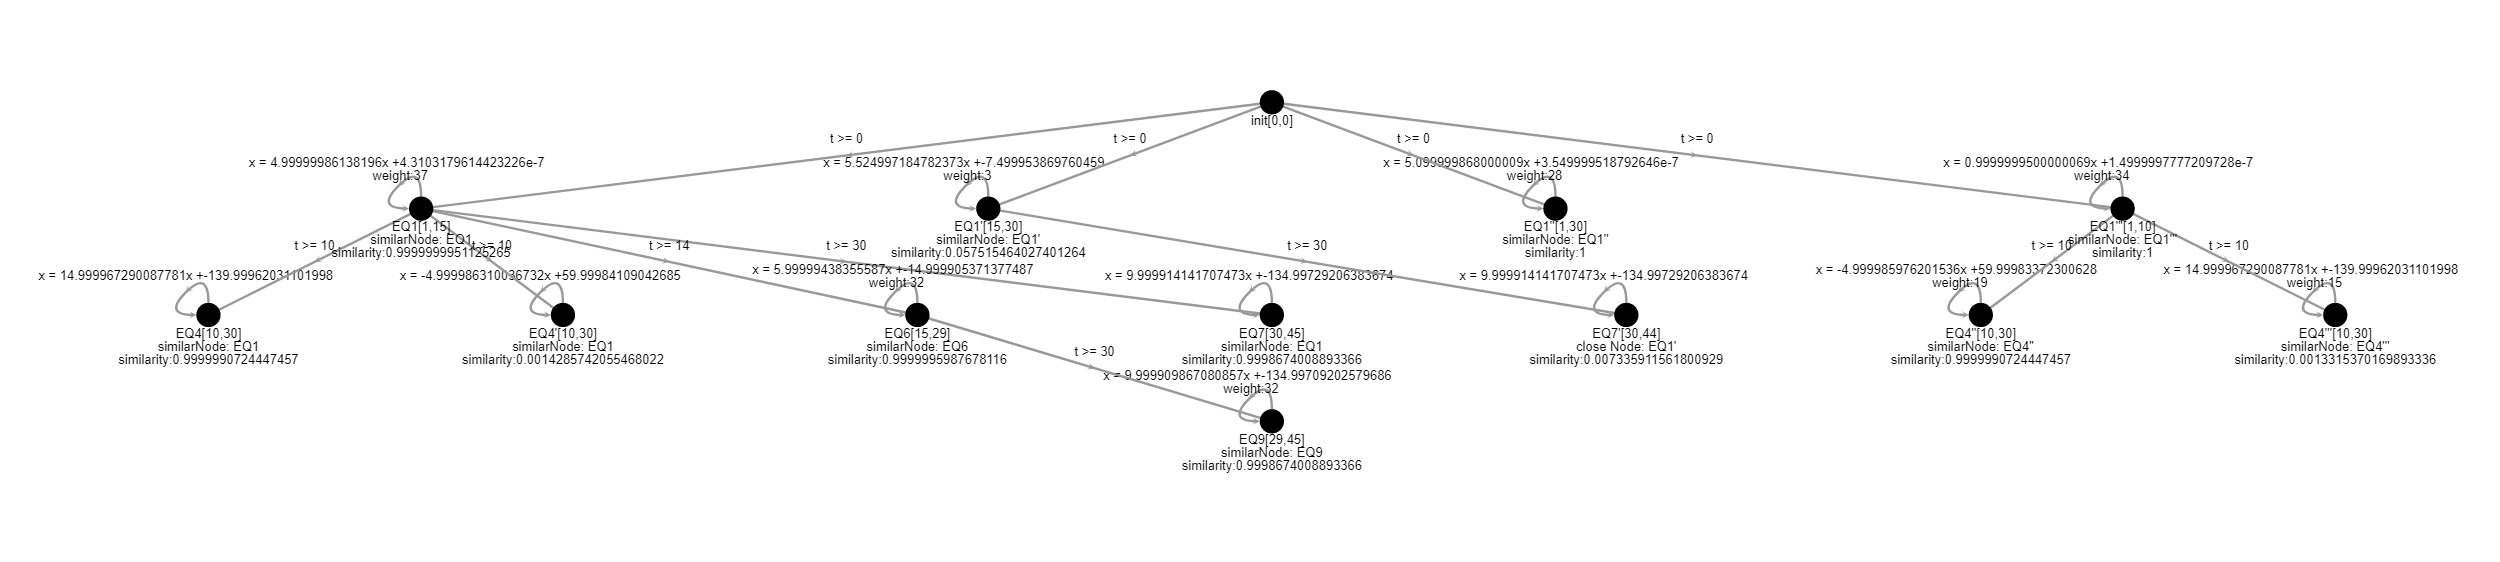 init[0,0]
t >= 0
t >= 0
t >= 0
t >= 0
x = 4.99999986138196x +4.3103179614423226e-7
weight:37
x = 5.524997184782373x +-7.499953869760459
weight:3
x = 5.099999868000009x +3.549999518792646e-7
weight:28
x = 0.9999999500000069x +1.4999997777209728e-7
weight:34
EQ1[1,15]
similarNode: EQ1
similarity:0.9999999951125265
EQ1'[15,30]
similarNode: EQ1'
similarity:0.057515464027401264
EQ1''[1,30]
similarNode: EQ1''
similarity:1
EQ1'''[1,10]
similarNode: EQ1'''
similarity:1
t >= 10
t >= 10
t >= 14
t >= 30
t >= 30
t >= 10
t >= 10
x = 14.999967290087781x +-139.99962031101998
x = -4.999986310036732x +59.99984109042685
x = 5.99999438355587x +-14.999905371377487
weight:32
x = 9.999914141707473x +-134.99729206383674
x = 9.999914141707473x +-134.99729206383674
x = -4.999985976201536x +59.99983372300628
weight:19
x = 14.999967290087781x +-139.99962031101998
weight:15
EQ4[10,30]
similarNode: EQ1
similarity:0.9999990724447457
EQ4'[10,30]
similarNode: EQ1
similarity:0.0014285742055468022
EQ6[15,29]
similarNode: EQ6
similarity:0.9999995987678116
EQ7[30,45]
similarNode: EQ1
similarity:0.9998674008893366
EQ7'[30,44]
close Node: EQ1'
similarity:0.007335911561800929
EQ4''[10,30]
similarNode: EQ4''
similarity:0.9999990724447457
EQ4'''[10,30]
similarNode: EQ4'''
similarity:0.0013315370169893336
t >= 30
x = 9.999909867080857x +-134.99709202579686
weight:32
EQ9[29,45]
similarNode: EQ9
similarity:0.9998674008893366